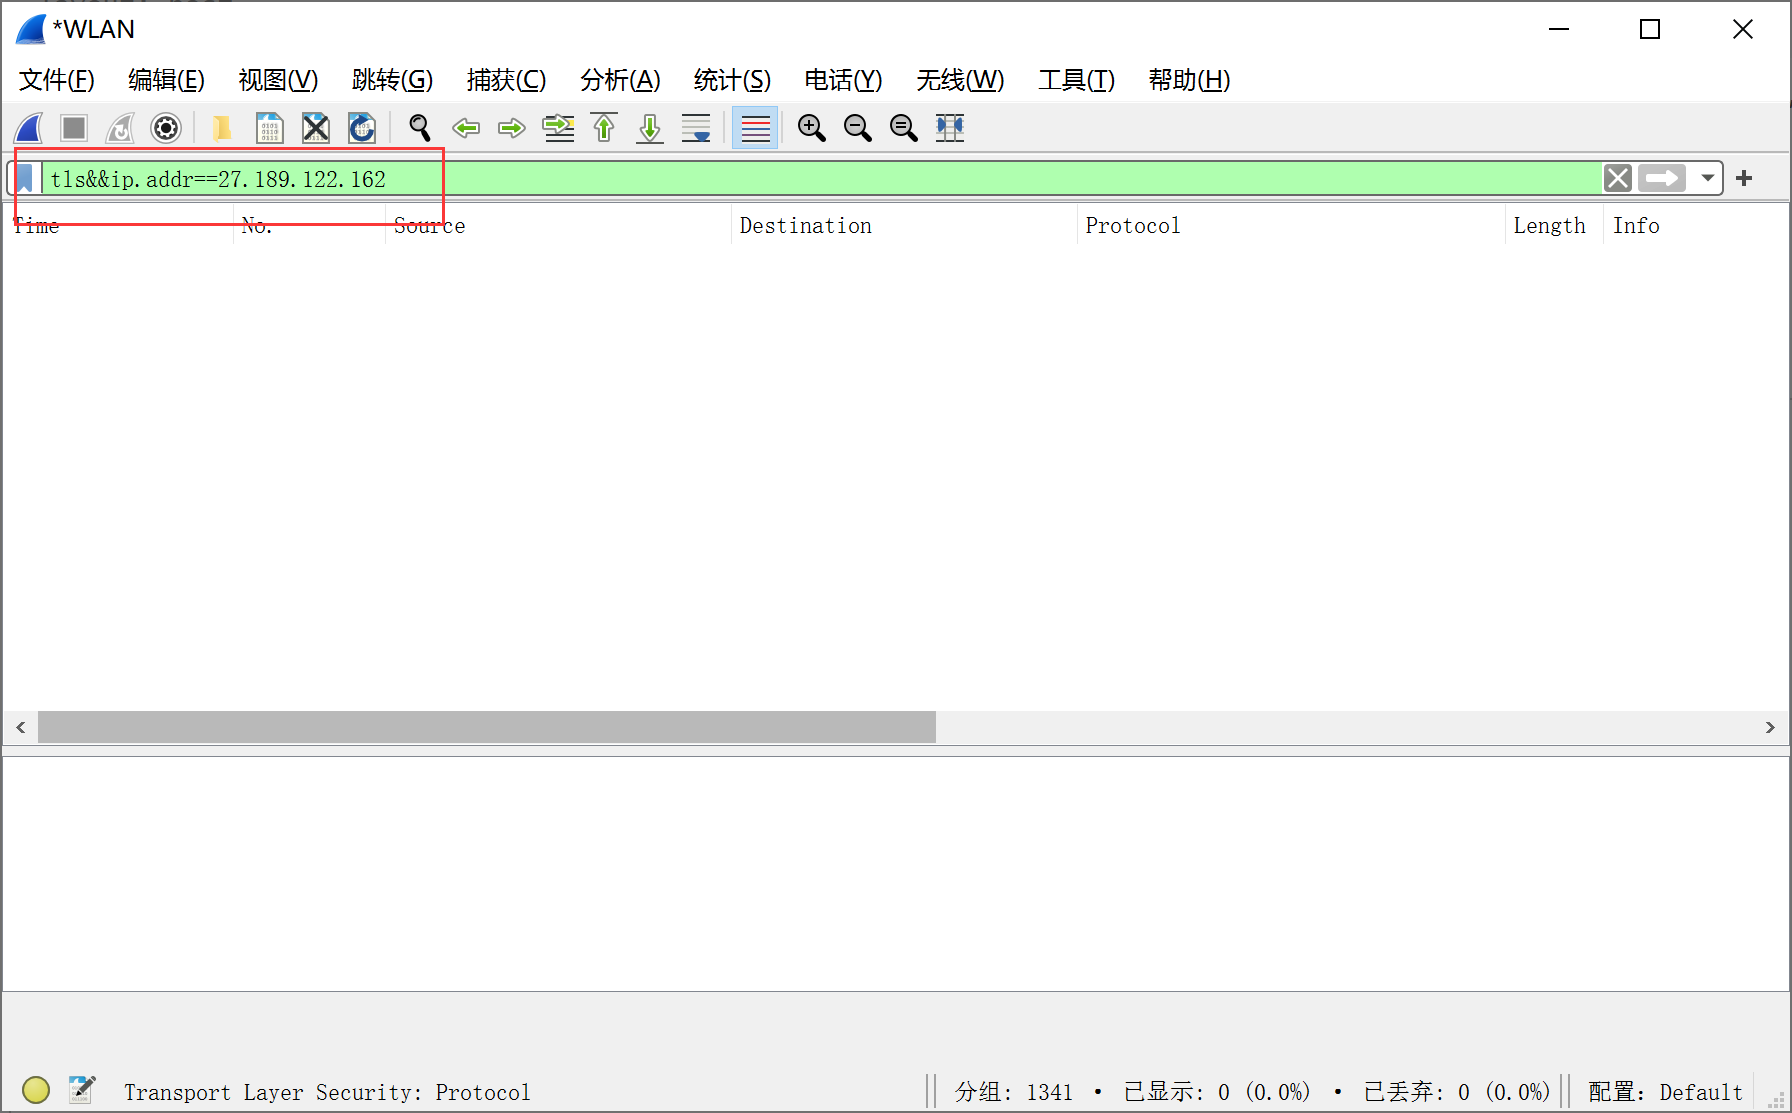 *WLAN
文件(F) 编辑(E) 视图(V) 跳转(G) 捕获(C) 分析(A) 统计(S) 电话(Y) 无线(W) 工具(T) 帮助(H)
tls&&ip.addr==27.189.122.162
Time No. Source Destination Protocol Length Info
Transport Layer Security: Protocol 分组: 1341 · 已显示: 0 (0.0%) · 已丢弃: 0 (0.0%) 配置: Default